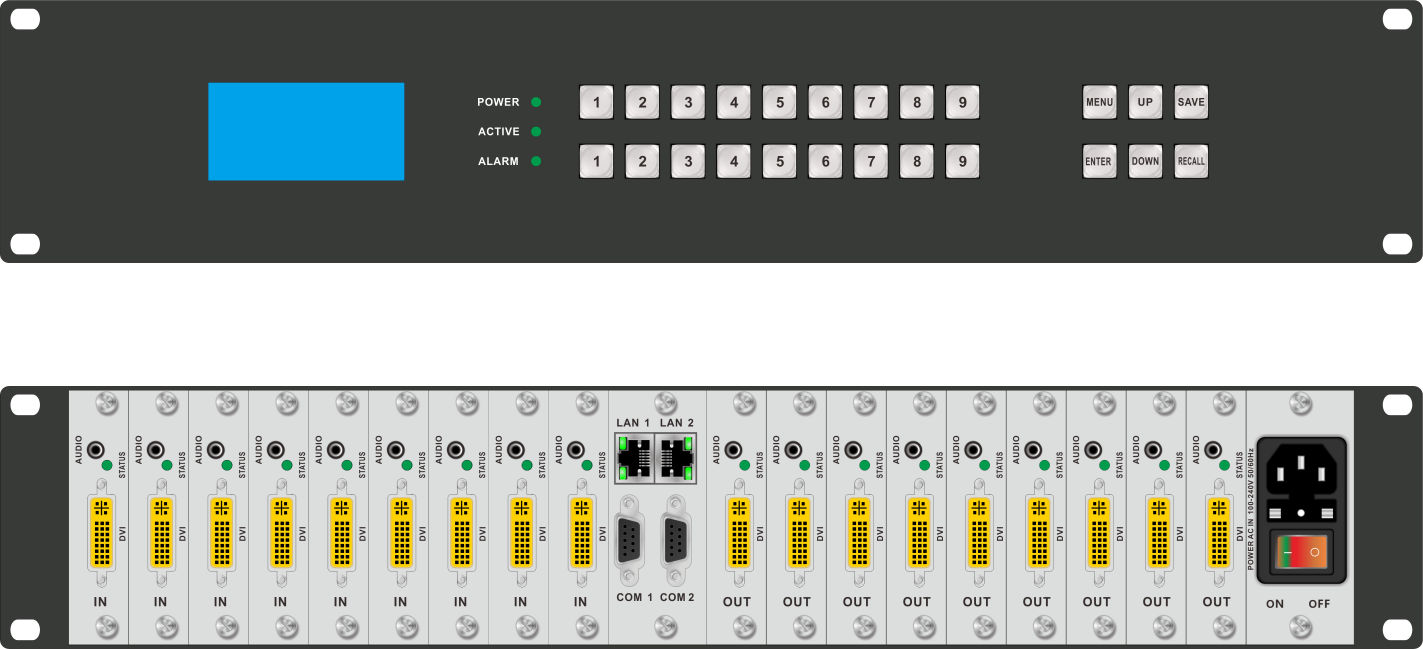 POWER 1 2 3 4 5 6 7 8 9 MENU UP SAVE
ACTIVE
ALARM 1 2 3 4 5 6 7 8 9 ENTER DOWN RECALL
LAN 1 LAN 2
AUDIO STATUS DVI IN
AUDIO STATUS DVI IN
AUDIO STATUS DVI IN
AUDIO STATUS DVI IN
AUDIO STATUS DVI IN
AUDIO STATUS DVI IN
AUDIO STATUS DVI IN
AUDIO STATUS DVI IN
AUDIO STATUS DVI IN
COM 1 COM 2
AUDIO STATUS DVI OUT
AUDIO STATUS DVI OUT
AUDIO STATUS DVI OUT
AUDIO STATUS DVI OUT
AUDIO STATUS DVI OUT
AUDIO STATUS DVI OUT
AUDIO STATUS DVI OUT
AUDIO STATUS DVI OUT
AUDIO STATUS DVI OUT
POWER AC IN 100-240V 50/60Hz
ON OFF